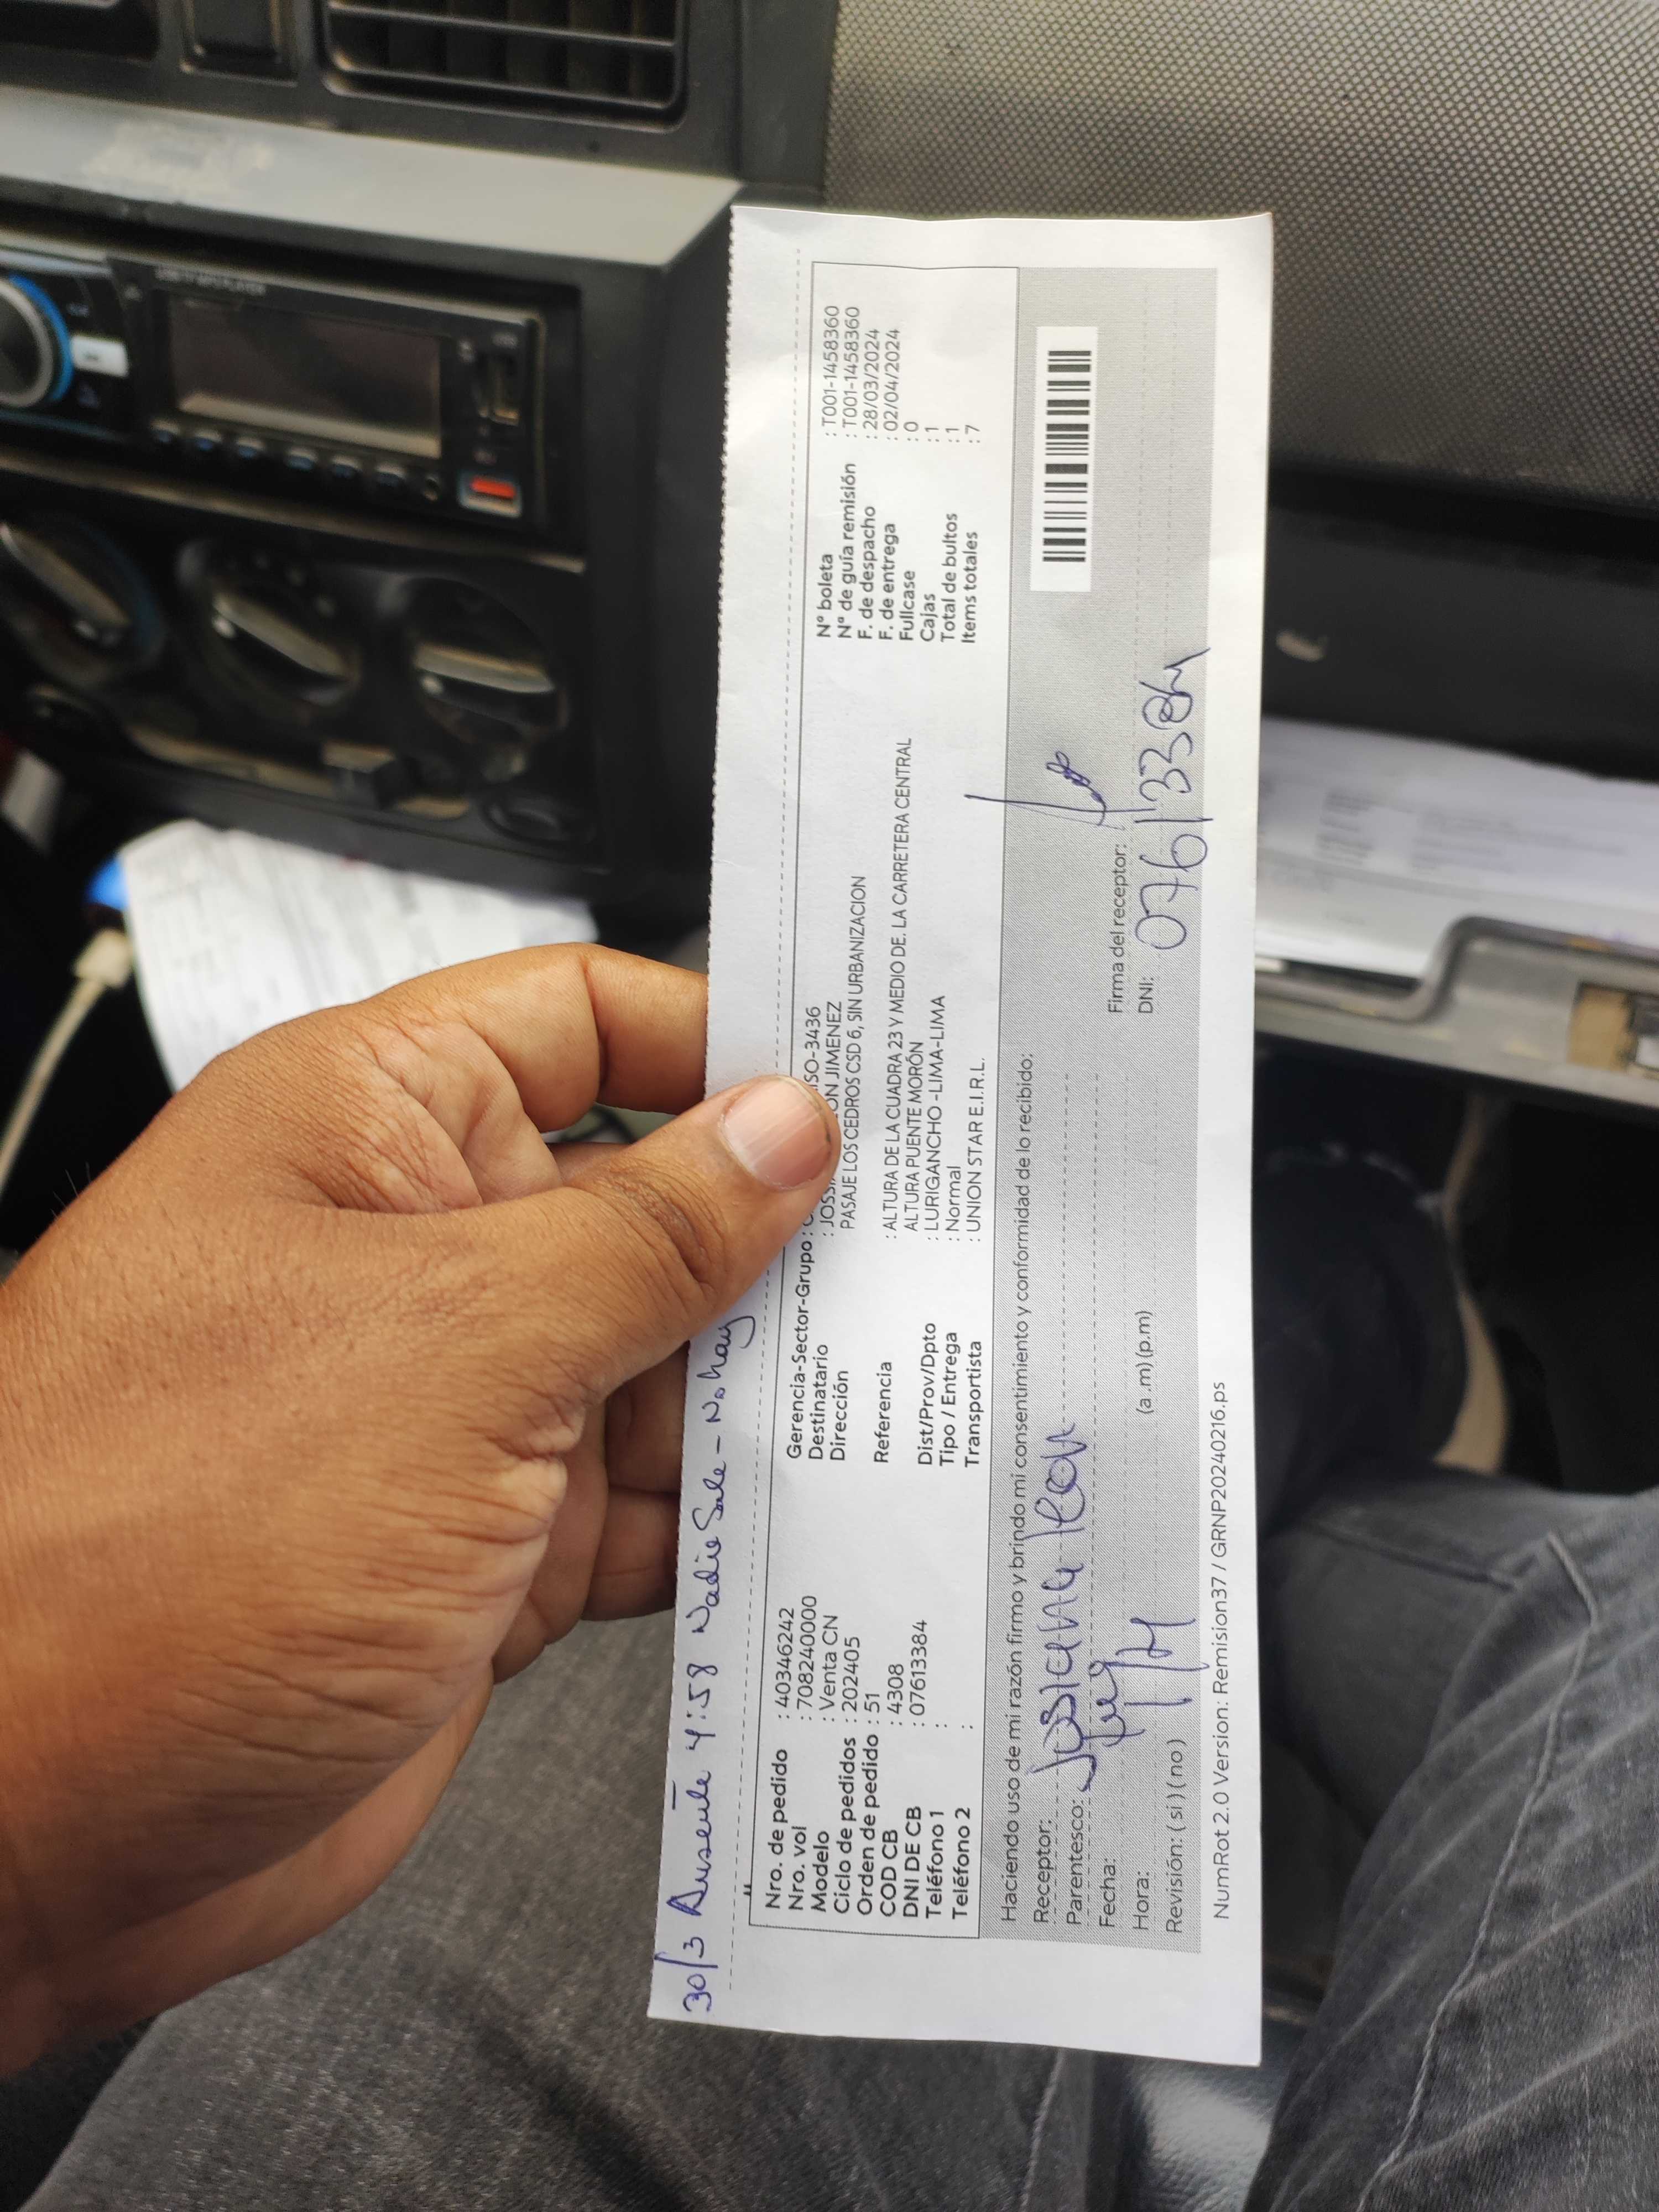 30/3 Ausente 4:58 Nadie Sale - No hay
Nro. de pedido : 40346242
Nro. vol : 708240000
Modelo : Venta CN
Ciclo de pedidos : 202405
Orden de pedido : 51
COD CB : 4308
DNI DE CB : 07613384
Teléfono 1 :
Teléfono 2 :
Gerencia-Sector-Grupo : SO-3436
Destinatario : JIMENEZ
Dirección PASAJE LOS CEDROS CSD 6, SIN URBANIZACION
Referencia : ALTURA DE LA CUADRA 23 Y MEDIO DE. LA CARRETERA CENTRAL
ALTURA PUENTE MORÓN
Dist/Prov/Dpto : LURIGANCHO -LIMA-LIMA
Tipo / Entrega : Normal
Transportista : UNION STAR E.I.R.L.
N° boleta : T001-1458360
N° de guía remisión : T001-1458360
F. de despacho : 28/03/2024
F. de entrega : 02/04/2024
Fullcase : 0
Cajas : 1
Total de bultos : 1
Items totales : 7
Haciendo uso de mi razón firmo y brindo mi consentimiento y conformidad de lo recibido:
Receptor:
Parentesco:
Fecha:
Hora: (a.m) (p.m)
Revisión: ( si ) ( no )
Firma del receptor:
DNI: 07613384
NumRot 2.0 Version: Remision37 / GRNP20240216.ps